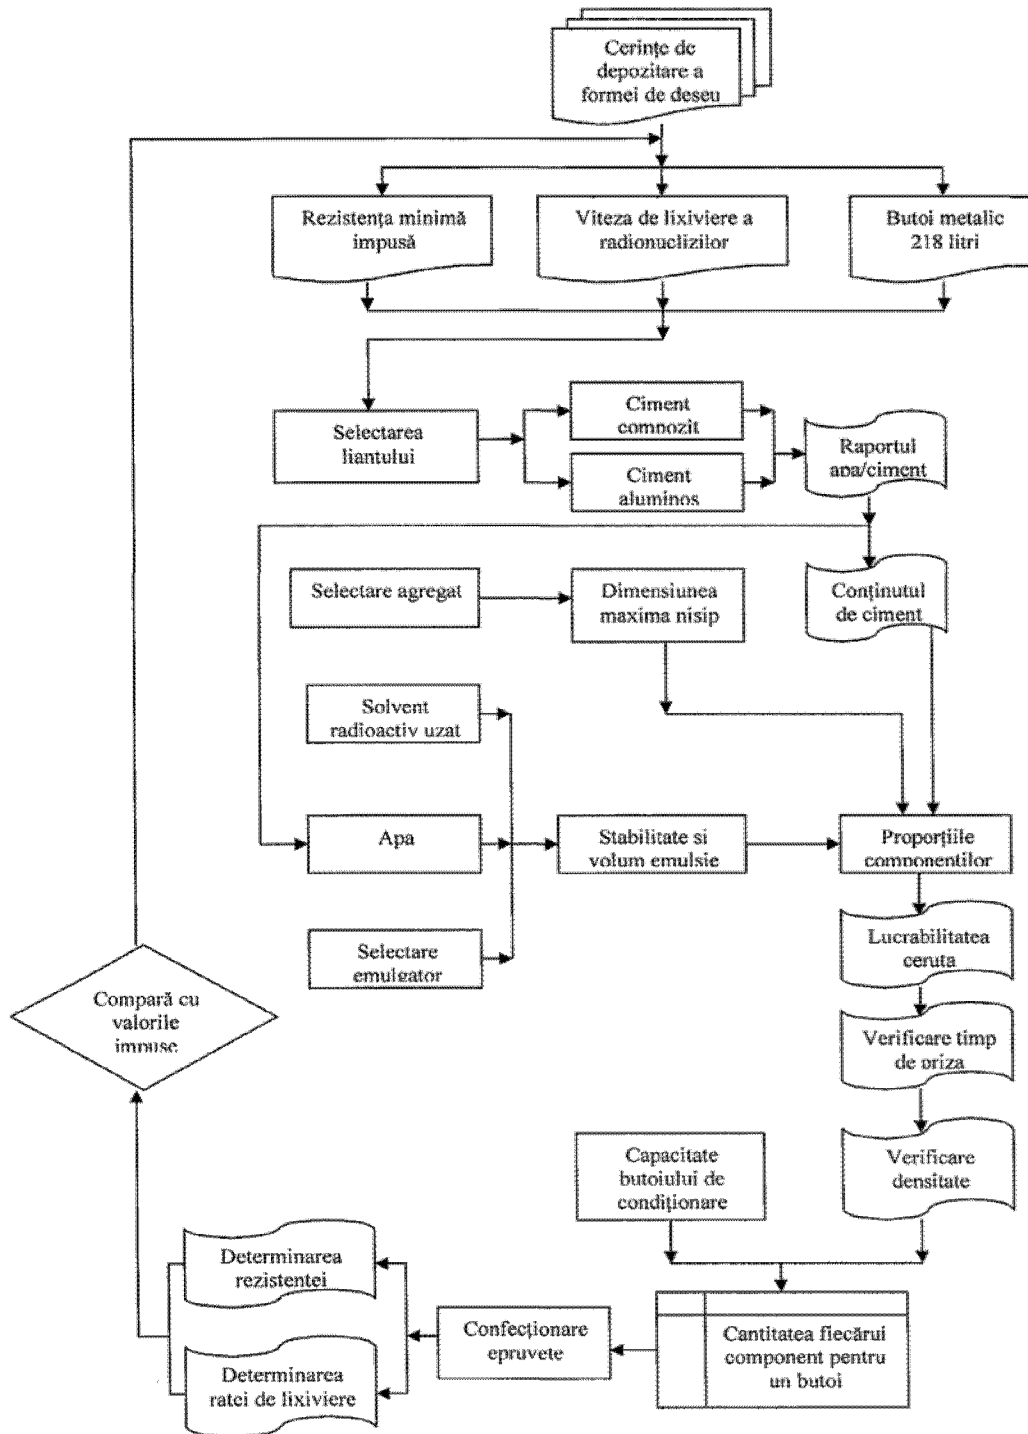 Cerințe de
depozitare a
formei de deseu
Rezistența minimă
impusă
Viteza de lixiviere a
radionuclizilor
Butoi metalic
218 litri
Selectarea
liantului
Ciment
compozit
Ciment
aluminos
Raportul
apa/ciment
Selectare agregat
Dimensiunea
maxima nisip
Conținutul
de ciment
Solvent
radioactiv uzat
Apa
Stabilitate si
volum emulsie
Proporțiile
componentilor
Selectare
emulgator
Lucrabilitatea
ceruta
Compară cu
valorile
impuse
Verificare timp
de priza
Capacitate
butoiului de
condiționare
Verificare
densitate
Determinarea
rezistentei
Confecționare
epruvete
Cantitatea fiecărui
component pentru
un butoi
Determinarea
ratei de lixiviere